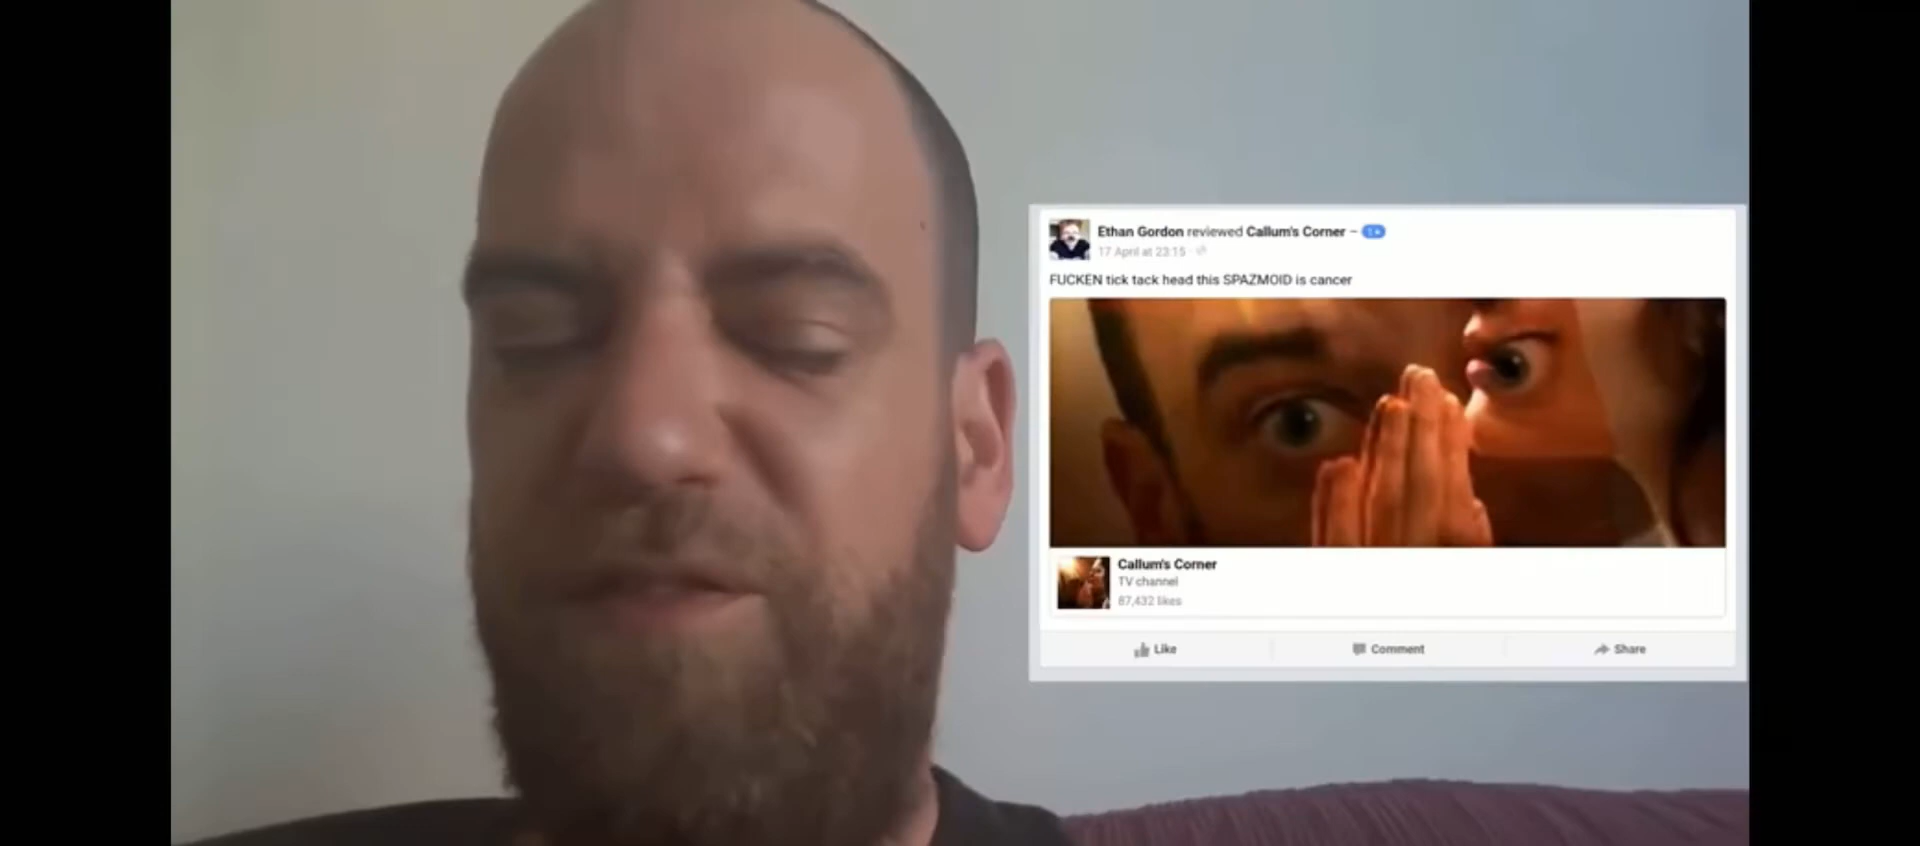 Ethan Gordon reviewed Callum's Corner – 1★
17 April at 23:15 ·
FUCKEN tick tack head this SPAZMOID is cancer
Callum's Corner
TV channel
87,432 likes
Like
Comment
Share